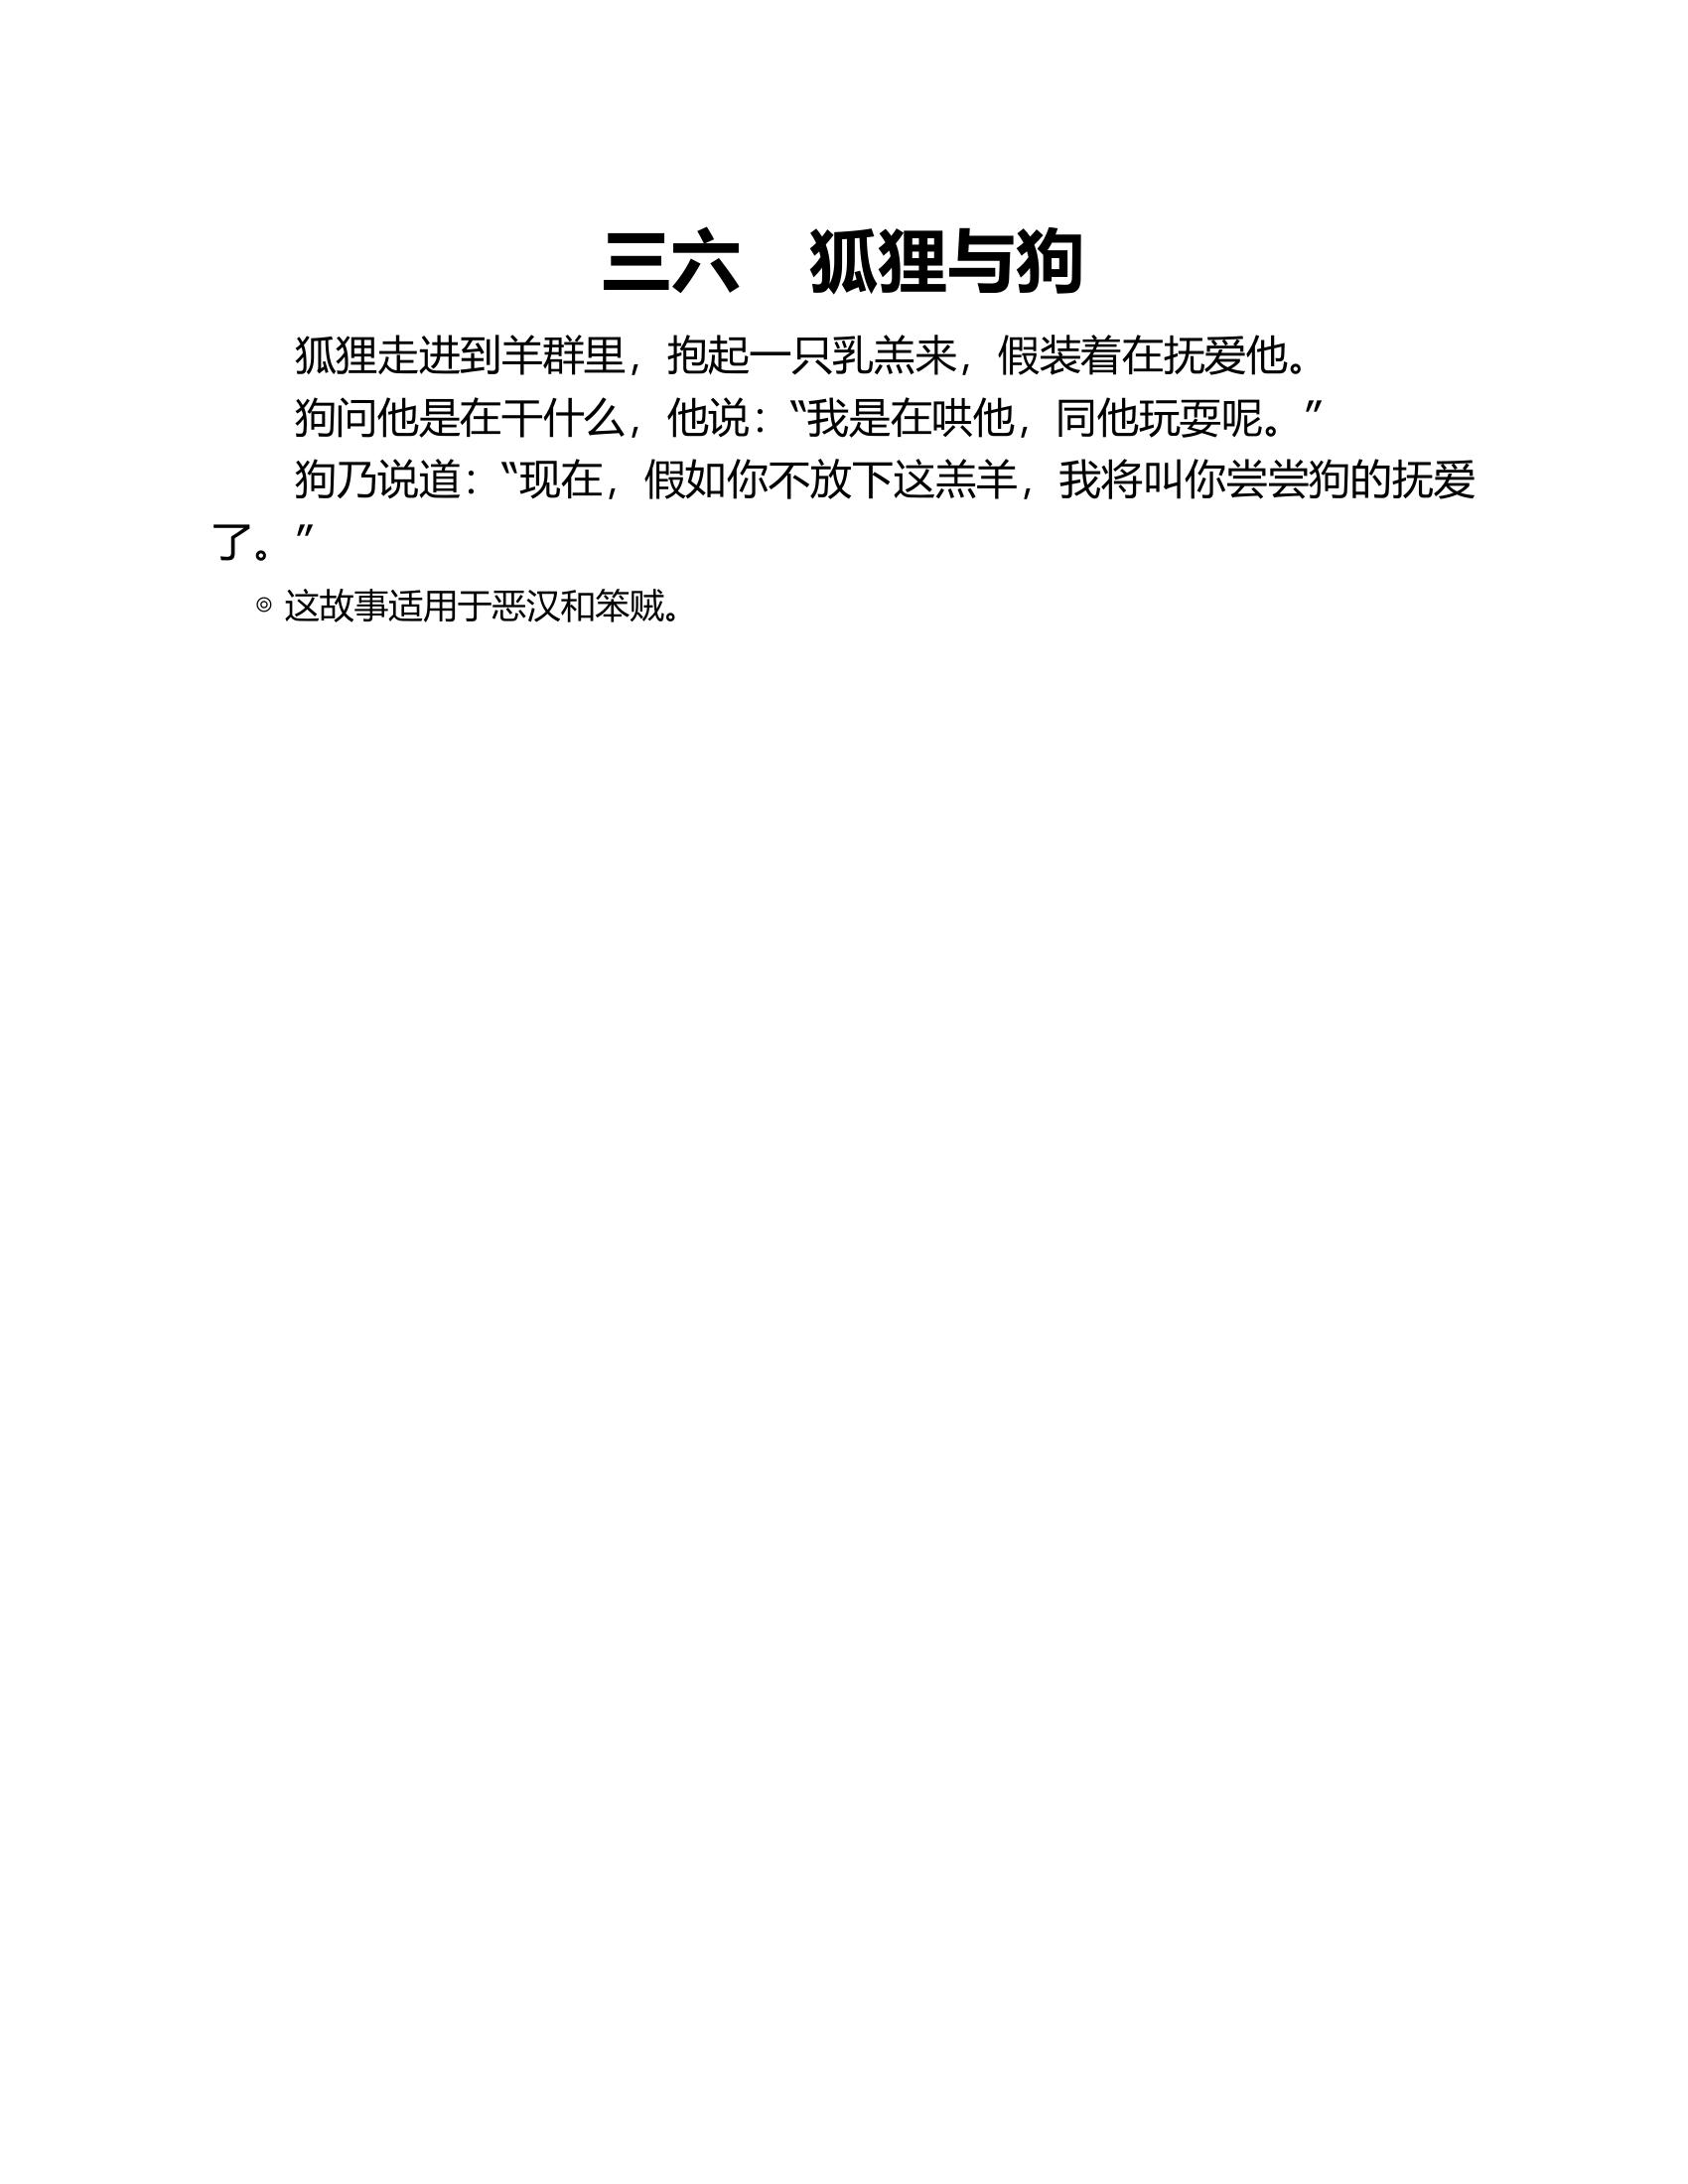 三六　狐狸与狗
狐狸走进到羊群里，抱起一只乳羔来，假装着在抚爱他。
狗问他是在干什么，他说：“我是在哄他，同他玩耍呢。”
狗乃说道：“现在，假如你不放下这羔羊，我将叫你尝尝狗的抚爱
了。”
◎ 这故事适用于恶汉和笨贼。